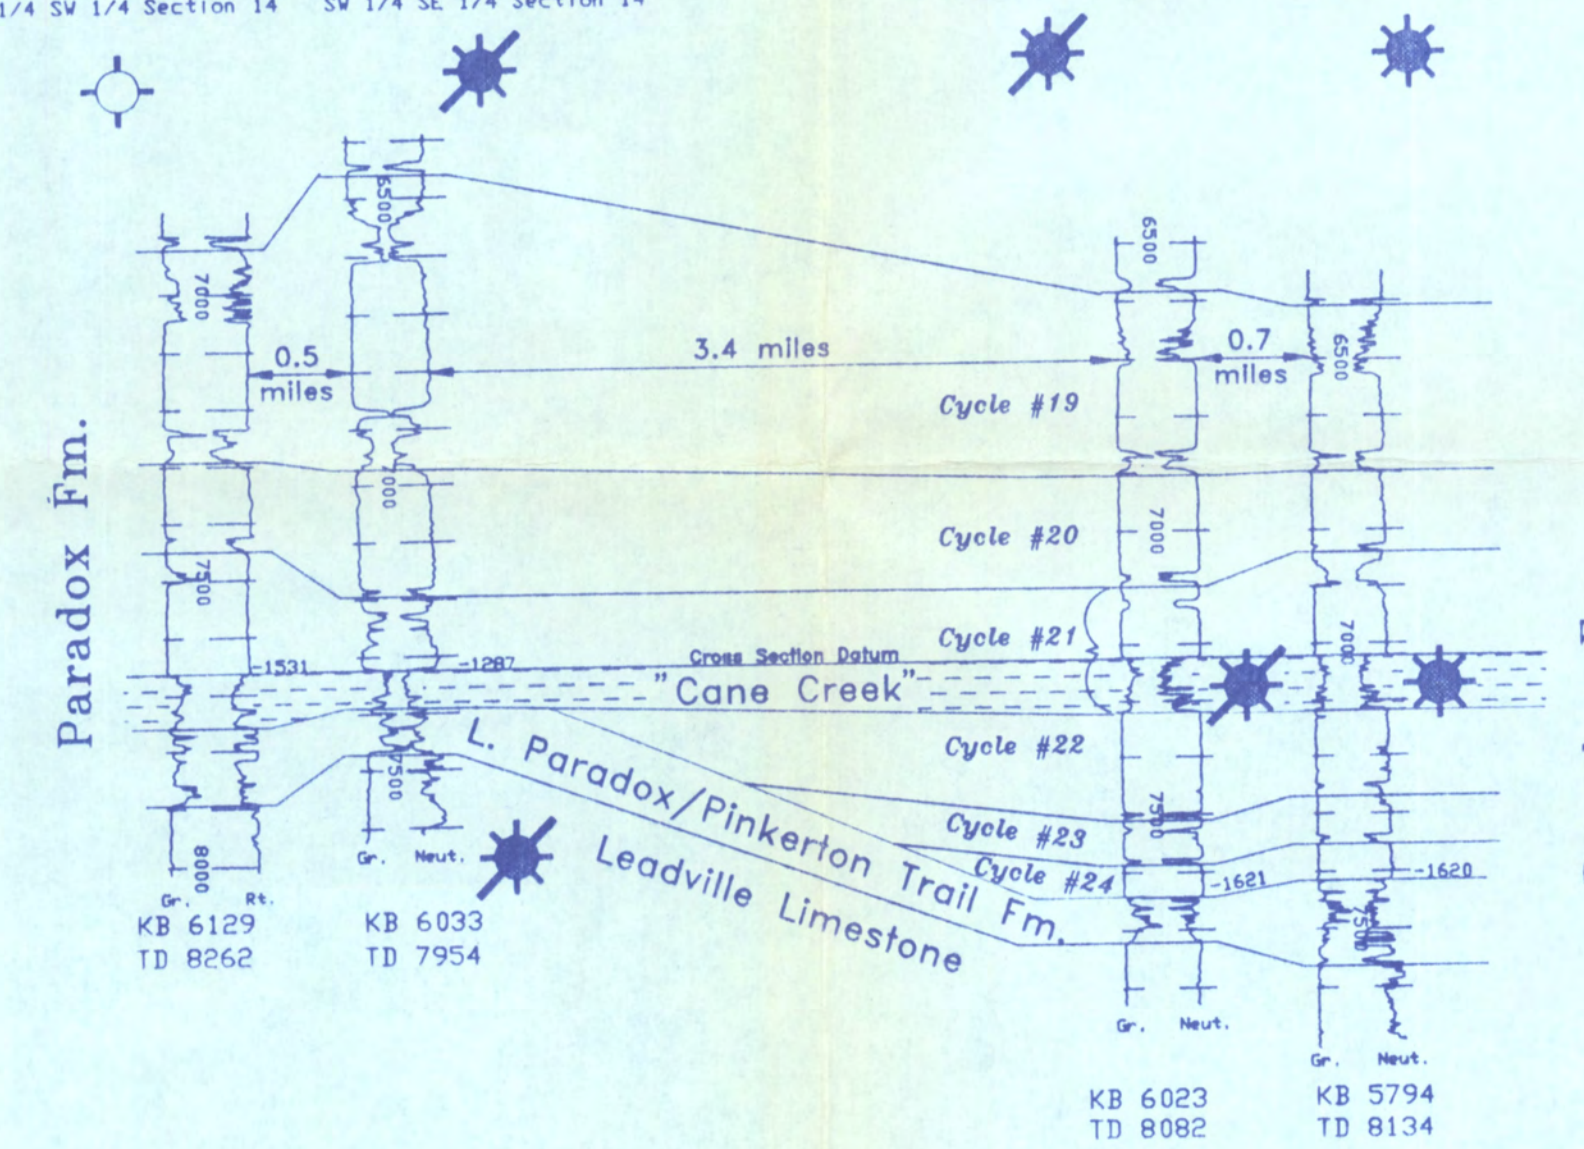 1/4 SW 1/4 Section 14 SW 1/4 SE 1/4 Section 14
Paradox Fm.
6500
6500
7000
6500
0.5
miles
3.4 miles
0.7
miles
Cycle #19
7000
Cycle #20
7000
7500
Cycle #21
7000
-1531
-1287
Cross Section Datum
"Cane Creek"
Cycle #22
L. Paradox/Pinkerton Trail Fm.
7500
7500
Cycle #23
Leadville Limestone
Cycle #24
-1621
-1620
8000
7500
Gr. Neut.
Gr. Rt.
KB 6129
TD 8262
KB 6033
TD 7954
Gr. Neut.
Gr. Neut.
KB 6023
TD 8082
KB 5794
TD 8134